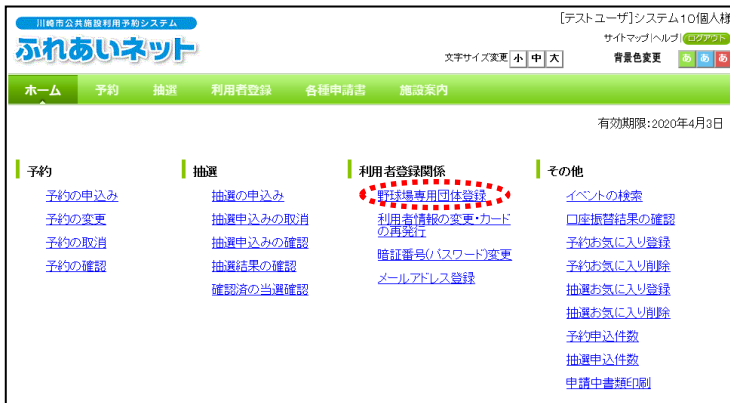 川崎市公共施設利用予約システム
ふれあいネット
[テストユーザ]システム10個人様
サイトマップ|ヘルプ|ログアウト
文字サイズ変更 小 中 大 背景色変更 あ あ あ
ホーム 予約 抽選 利用者登録 各種申請書 施設案内
有効期限:2020年4月3日
予約
予約の申込み
予約の変更
予約の取消
予約の確認
抽選
抽選の申込み
抽選申込みの取消
抽選申込みの確認
抽選結果の確認
確認済の当選確認
利用者登録関係
野球場専用団体登録
利用者情報の変更・カード
の再発行
暗証番号(パスワード)変更
メールアドレス登録
その他
イベントの検索
口座振替結果の確認
予約お気に入り登録
予約お気に入り削除
抽選お気に入り登録
抽選お気に入り削除
予約申込件数
抽選申込件数
申請中書類印刷